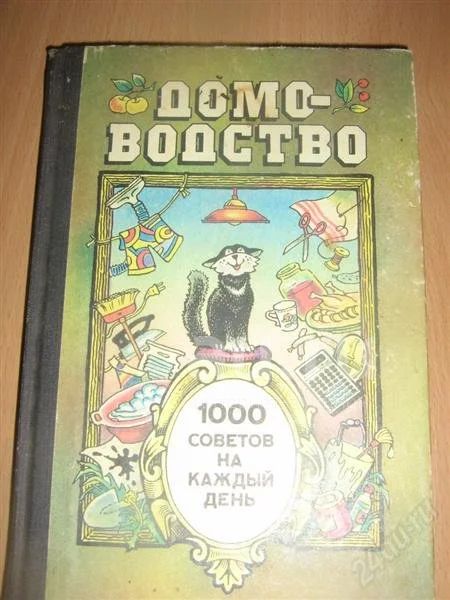 ДОМО-
ВОДСТВО
1000
СОВЕТОВ
НА
КАЖДЫЙ
ДЕНЬ